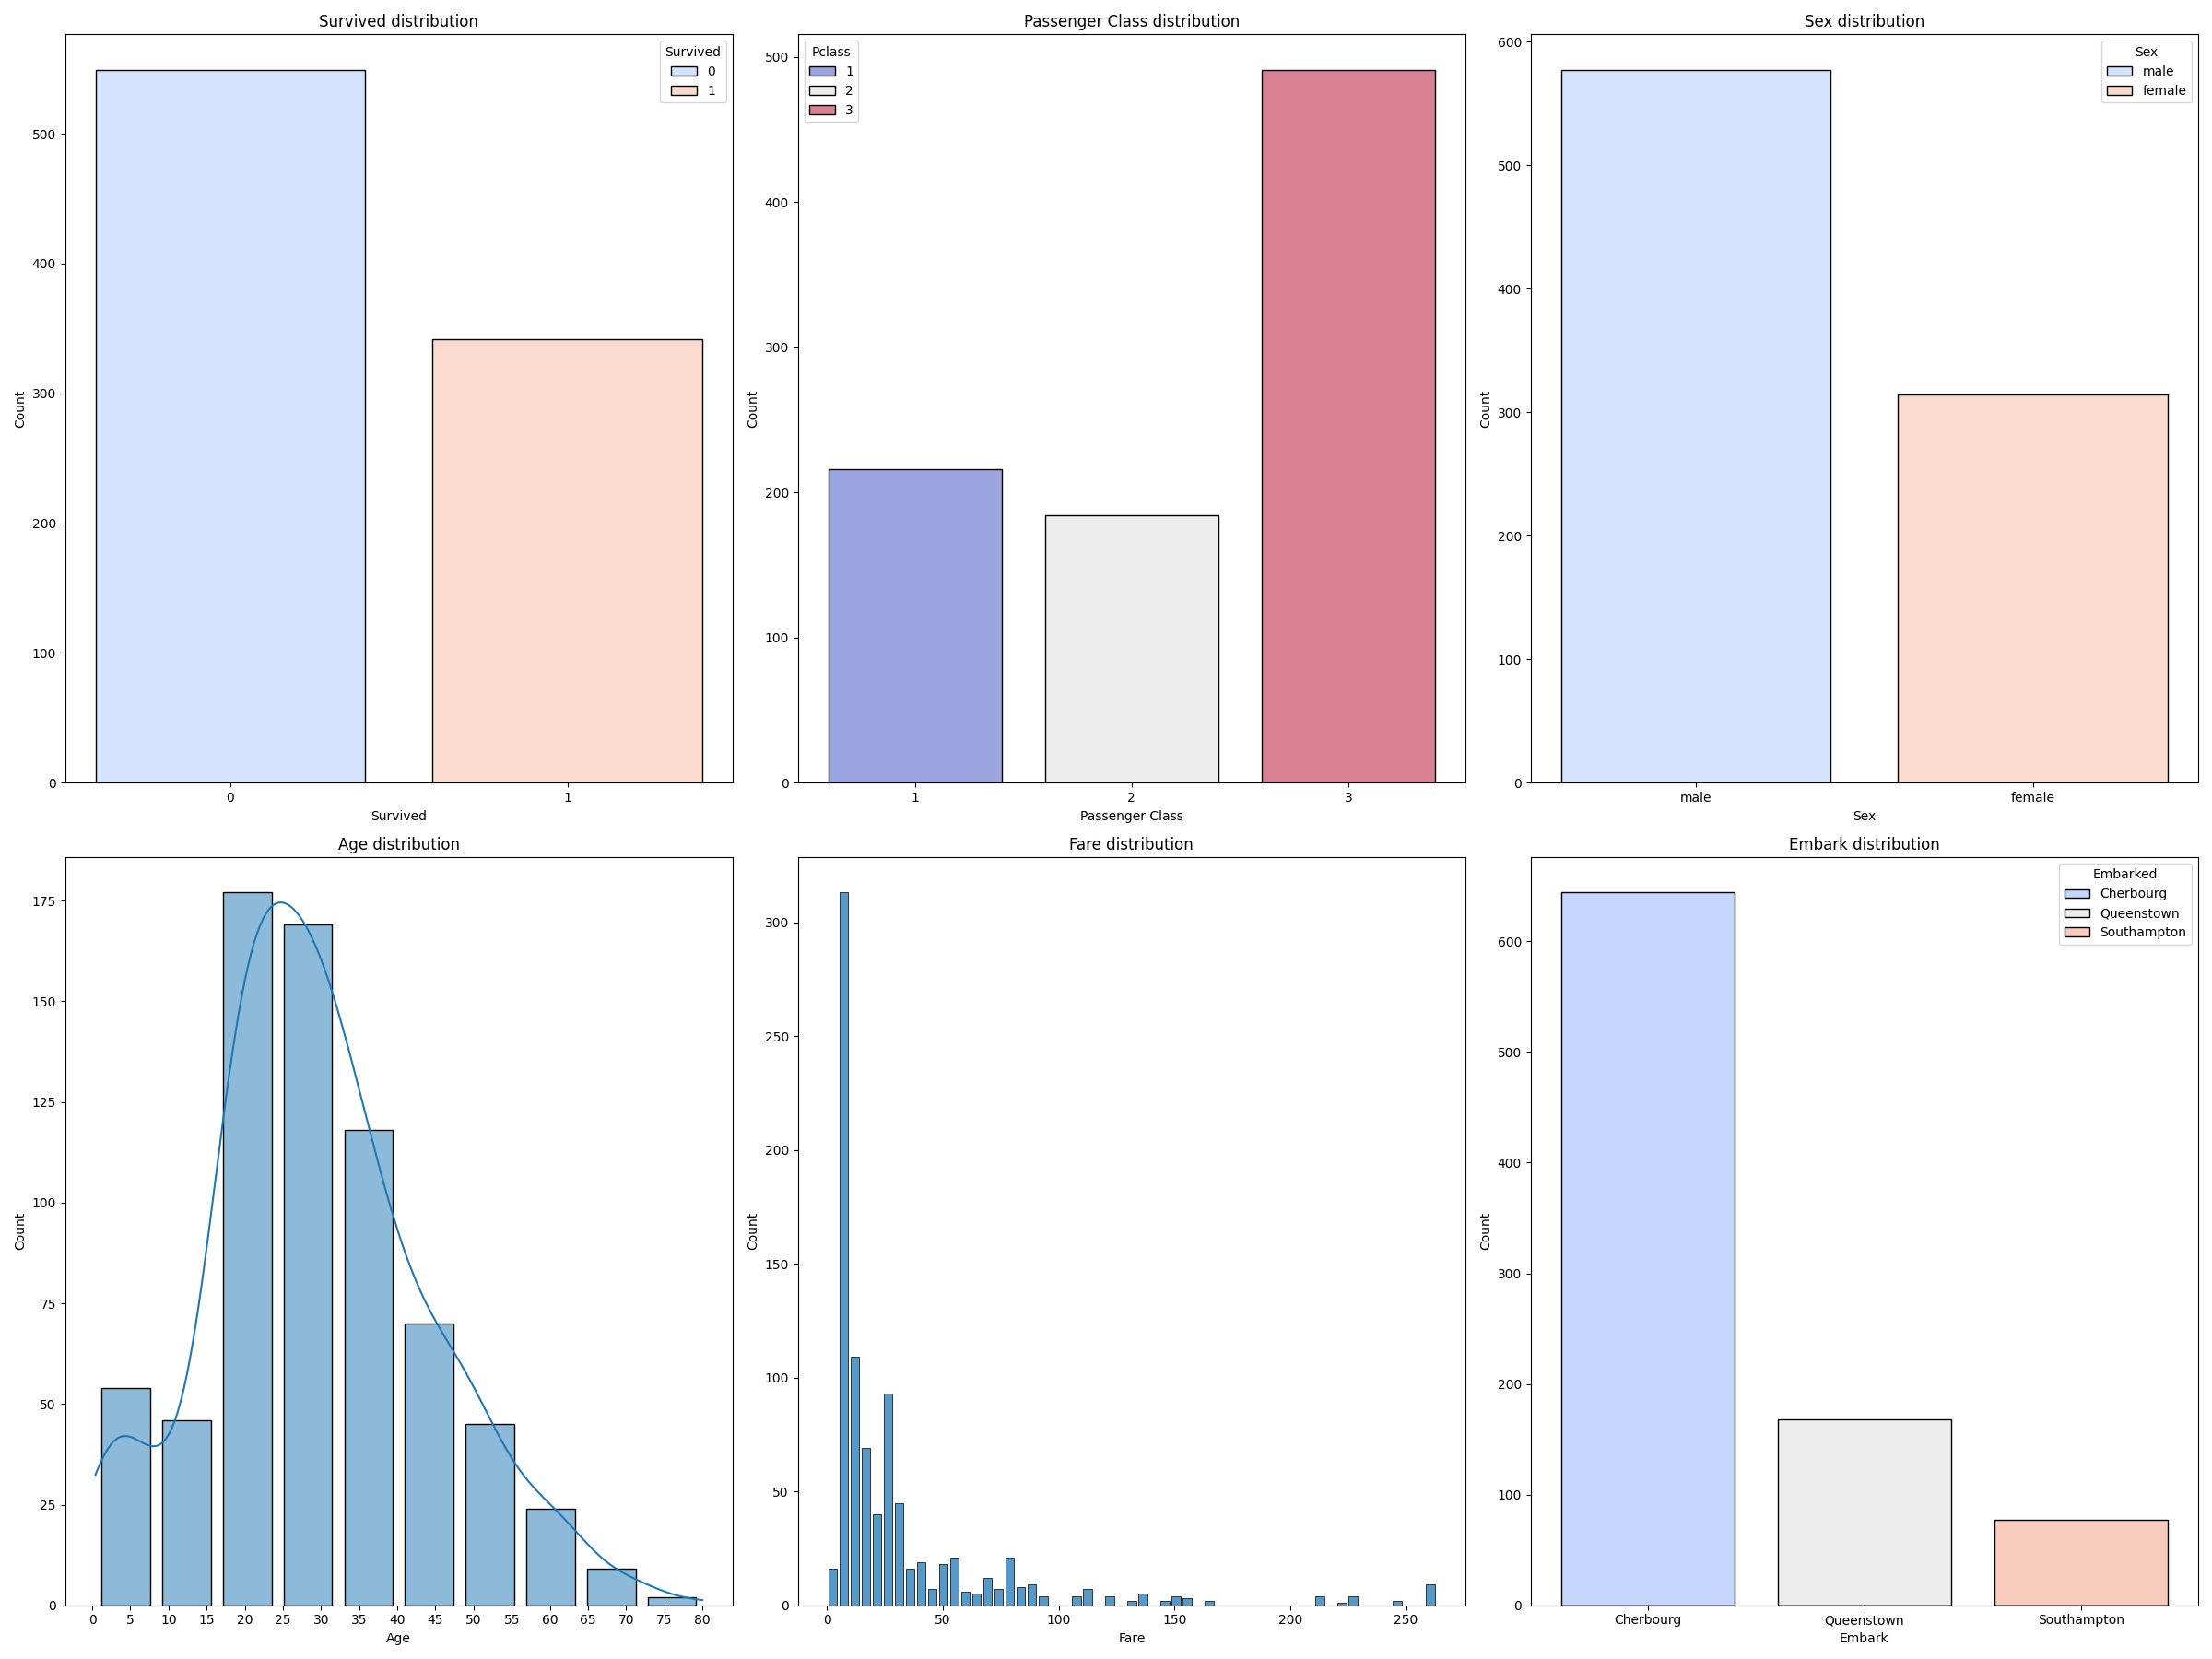 Survived distribution
Survived
0
1
500
400
300
200
100
0
Count
0
1
Survived
Passenger Class distribution
Pclass
1
2
3
500
400
300
200
100
0
Count
1
2
3
Passenger Class
Sex distribution
Sex
male
female
600
500
400
300
200
100
0
Count
male
female
Sex
Age distribution
175
150
125
100
75
50
25
0
Count
0 5 10 15 20 25 30 35 40 45 50 55 60 65 70 75 80
Age
Fare distribution
300
250
200
150
100
50
0
Count
0 50 100 150 200 250
Fare
Embark distribution
Embarked
Cherbourg
Queenstown
Southampton
600
500
400
300
200
100
0
Count
Cherbourg
Queenstown
Southampton
Embark